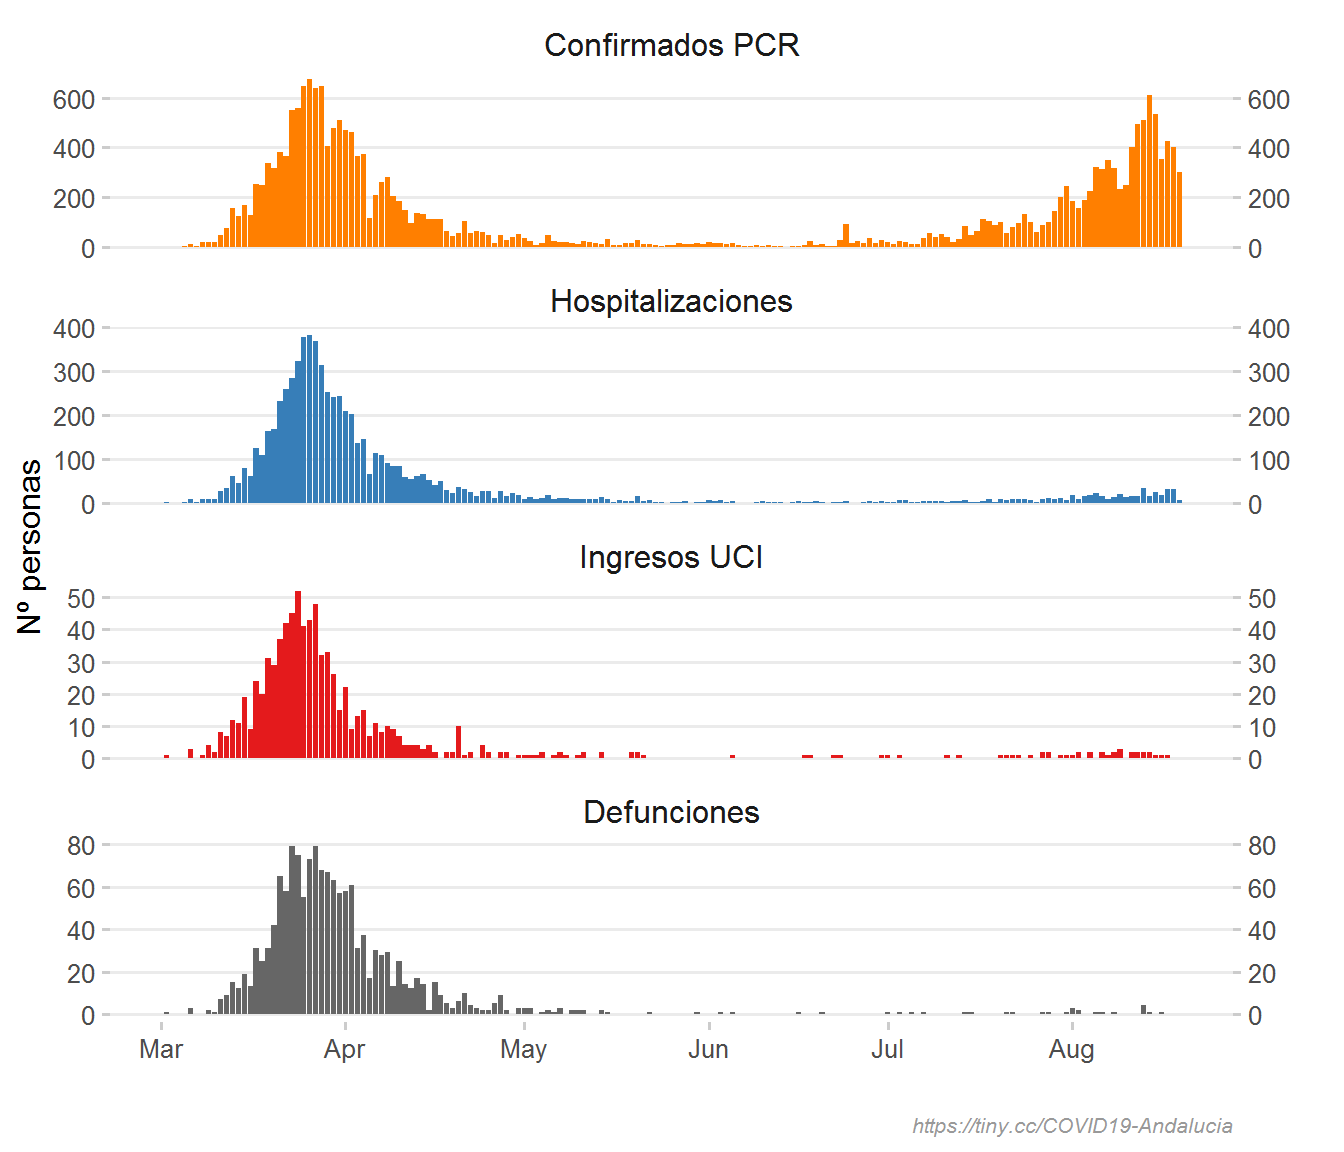 Confirmados PCR
600 600
400 400
200 200
0 0
Hospitalizaciones
400 400
300 300
200 200
100 100
0 0
Nº personas
Ingresos UCI
50 50
40 40
30 30
20 20
10 10
0 0
Defunciones
80 80
60 60
40 40
20 20
0 0
Mar Apr May Jun Jul Aug
https://tiny.cc/COVID19-Andalucia